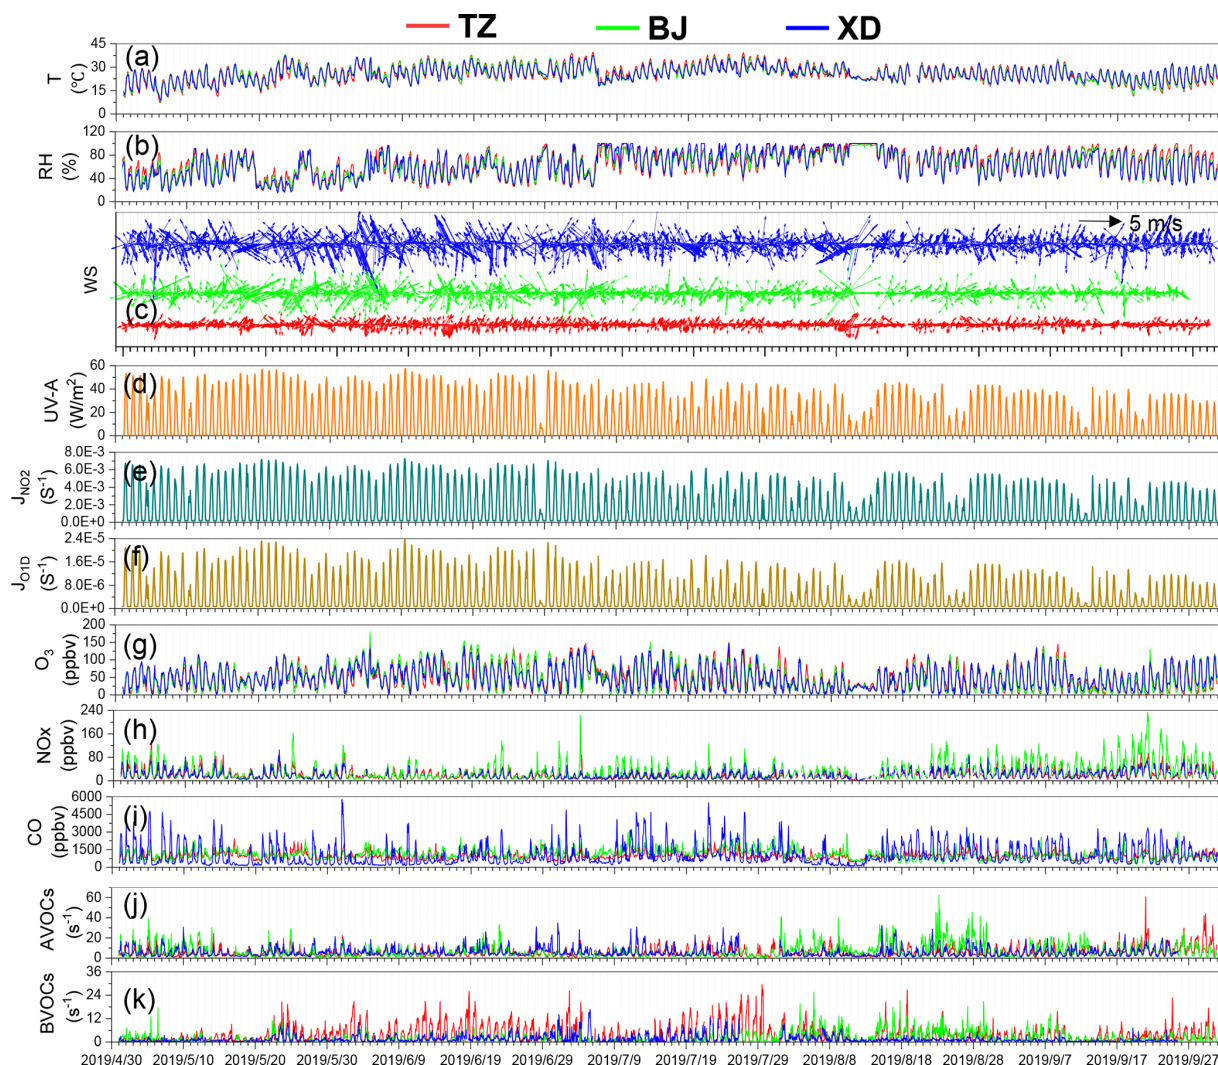 TZ BJ XD
(a)
T
(℃)
45
30
15
0
(b)
RH
(%)
120
80
40
0
5 m/s
WS
(c)
(d)
UV-A
(W/m²)
60
40
20
0
(e)
J_NO2
(S⁻¹)
8.0E-3
6.0E-3
3.0E-3
0.0E+0
(f)
J_O1D
(S⁻¹)
2.4E-5
1.6E-5
8.0E-6
0.0E+0
(g)
O₃
(ppbv)
200
150
100
50
0
(h)
NOx
(ppbv)
240
160
80
0
(i)
CO
(ppbv)
6000
4500
3000
1500
0
(j)
AVOCs
(s⁻¹)
60
40
20
0
(k)
BVOCs
(s⁻¹)
36
24
12
0
2019/4/30 2019/5/10 2019/5/20 2019/5/30 2019/6/9 2019/6/19 2019/6/29 2019/7/9 2019/7/19 2019/7/29 2019/8/8 2019/8/18 2019/8/28 2019/9/7 2019/9/17 2019/9/27